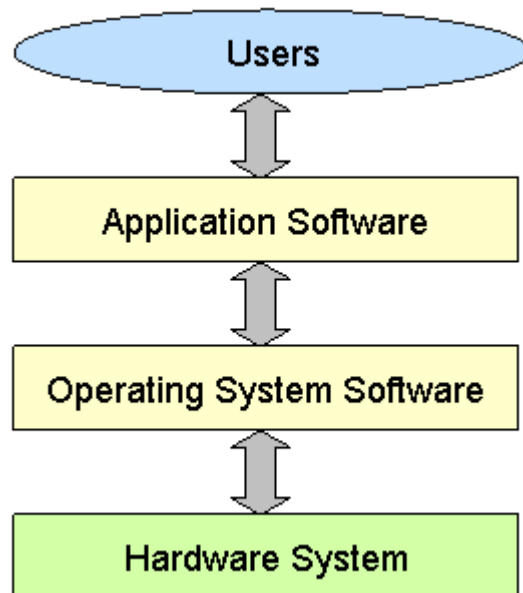 Users
Application Software
Operating System Software
Hardware System